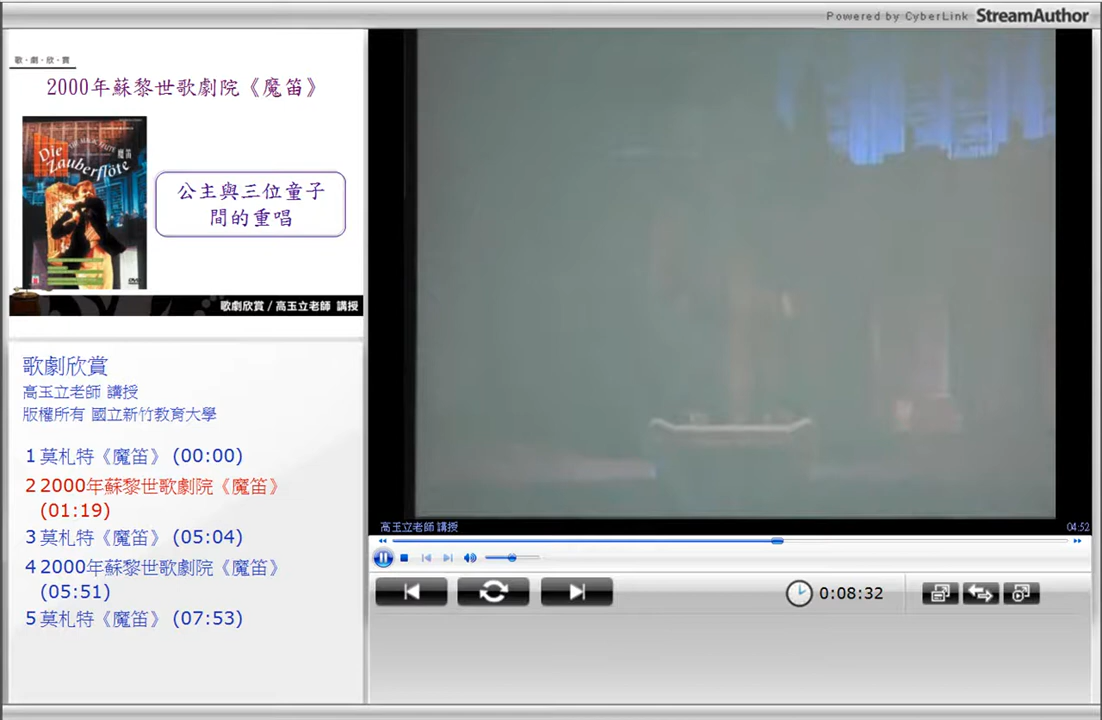 Powered by CyberLink StreamAuthor
歌·劇·欣·賞
2000年蘇黎世歌劇院《魔笛》
Die
THE MAGIC FLUTE 魔笛
Zauberflöte
公主與三位童子
間的重唱
歌劇欣賞 / 高玉立老師 講授
歌劇欣賞
高玉立老師 講授
版權所有 國立新竹教育大學
1 莫札特《魔笛》 (00:00)
2 2000年蘇黎世歌劇院《魔笛》
(01:19)
3 莫札特《魔笛》 (05:04)
4 2000年蘇黎世歌劇院《魔笛》
(05:51)
5 莫札特《魔笛》 (07:53)
高玉立老師 講授
04:52
0:08:32